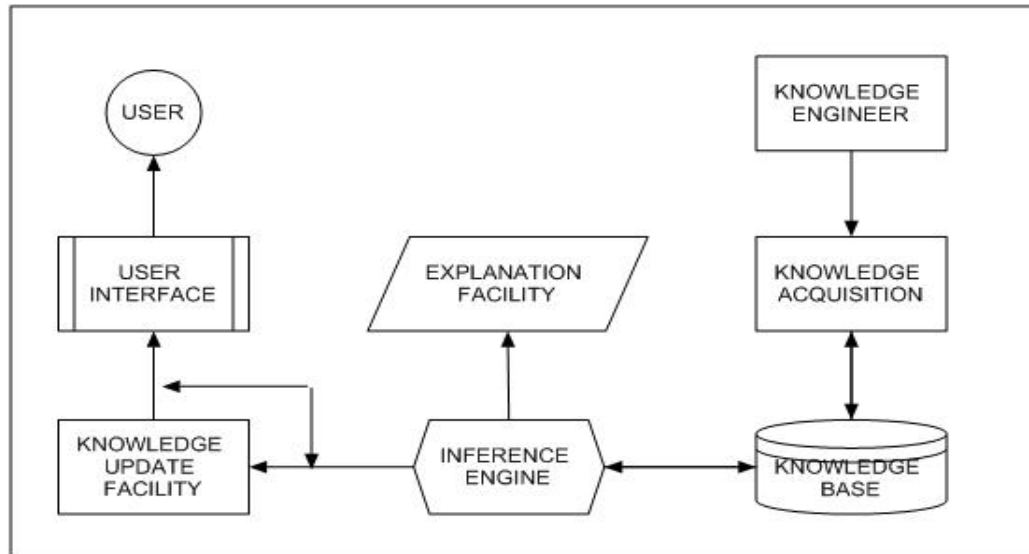 USER
KNOWLEDGE
ENGINEER
USER
INTERFACE
EXPLANATION
FACILITY
KNOWLEDGE
ACQUISITION
KNOWLEDGE
UPDATE
FACILITY
INFERENCE
ENGINE
KNOWLEDGE
BASE